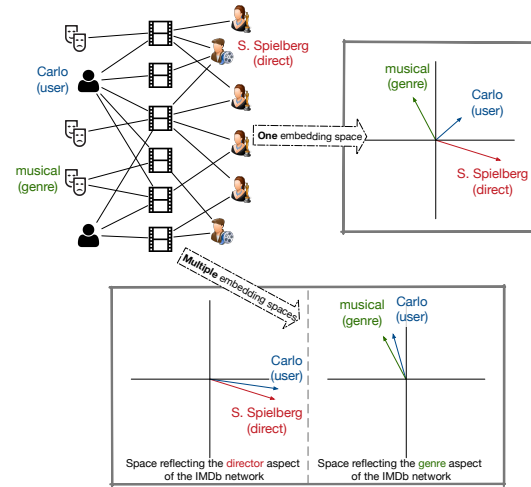 S. Spielberg
(direct)
Carlo
(user)
musical
(genre)
One embedding space
musical
(genre)
Carlo
(user)
S. Spielberg
(direct)
Multiple embedding spaces
Carlo
(user)
S. Spielberg
(direct)
Space reflecting the director aspect
of the IMDb network
musical
(genre)
Carlo
(user)
Space reflecting the genre aspect
of the IMDb network